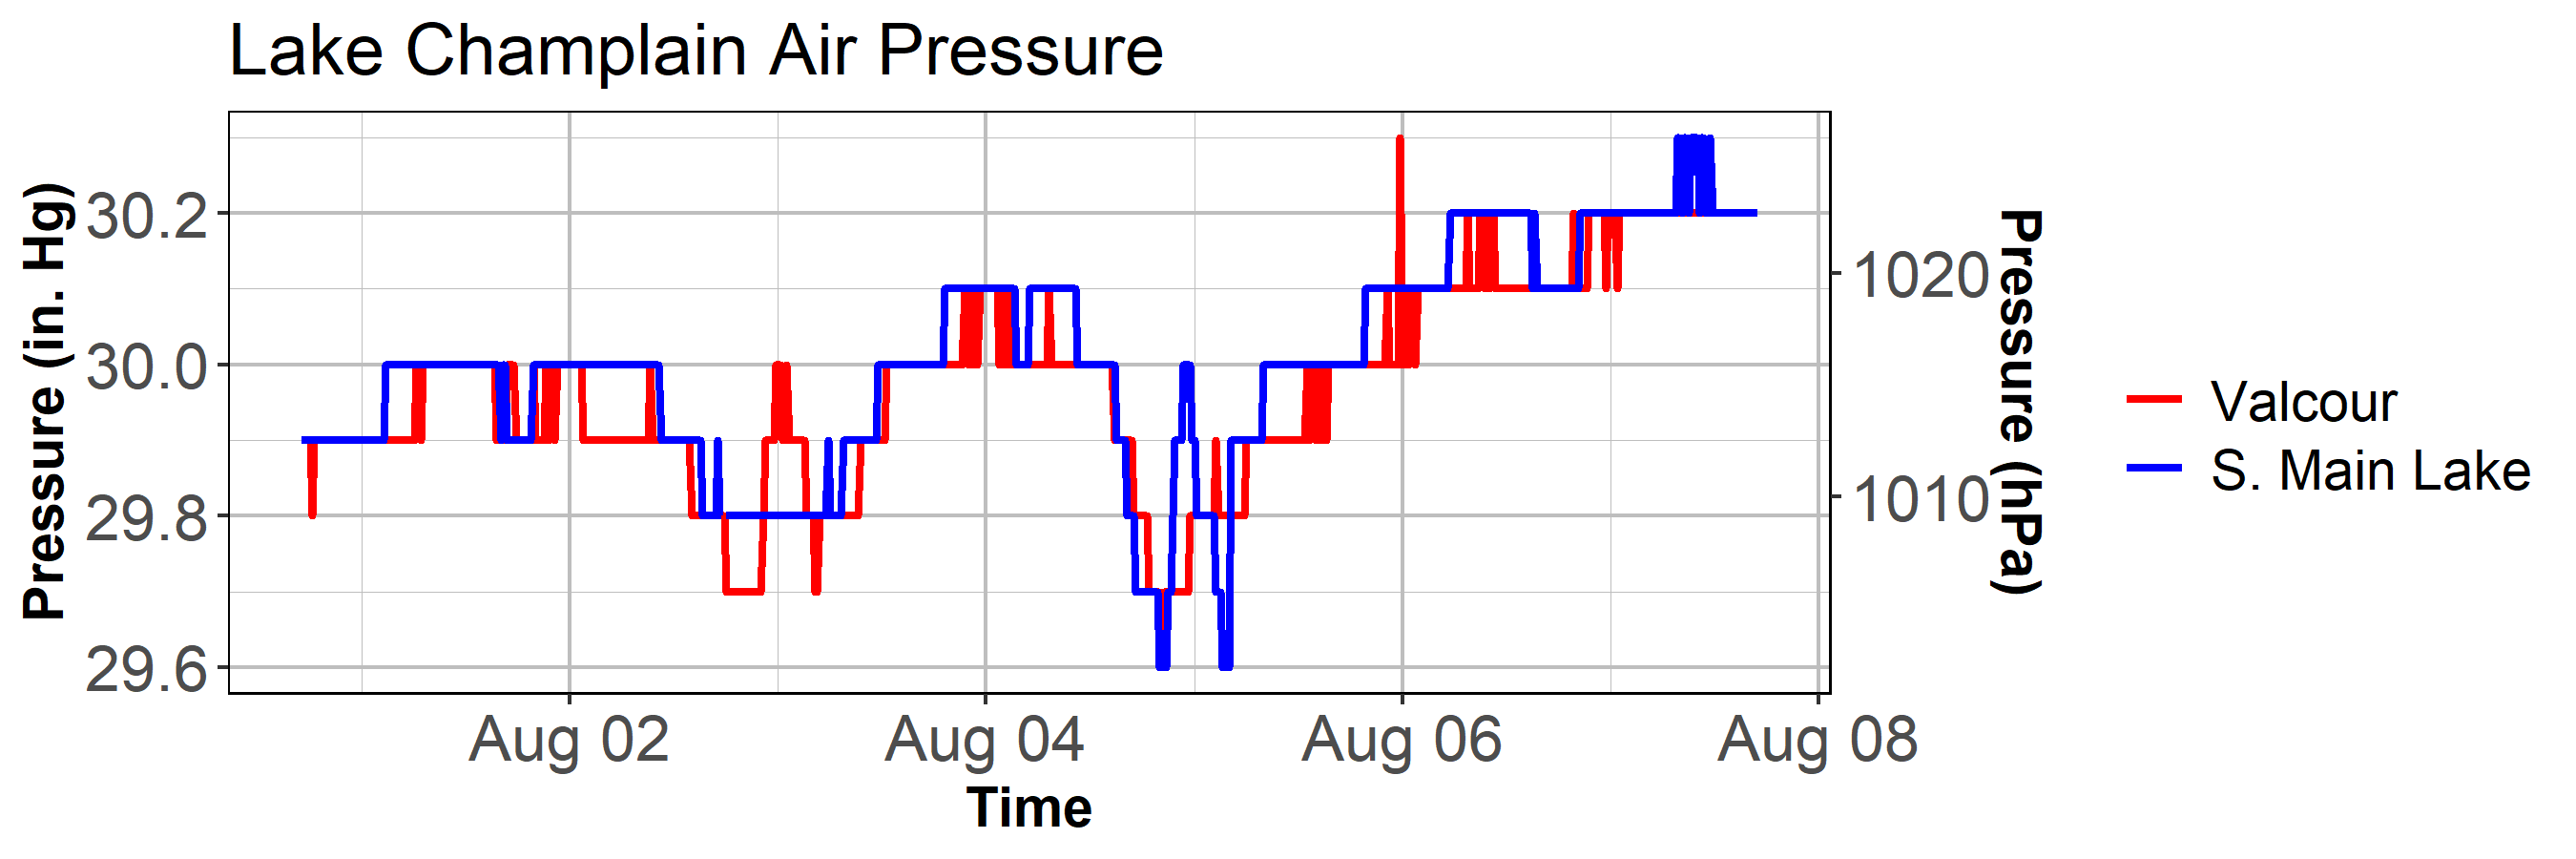 Lake Champlain Air Pressure
Pressure (in. Hg)
30.2
30.0
29.8
29.6
1020
1010
Pressure (hPa)
Aug 02
Aug 04
Aug 06
Aug 08
Time
Valcour
S. Main Lake